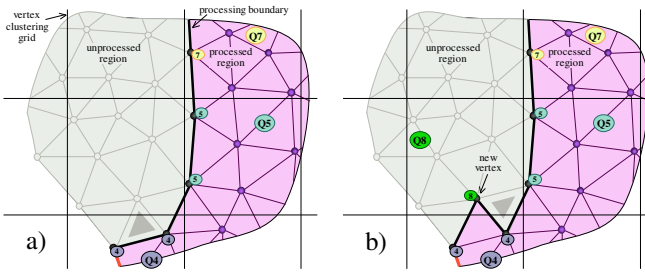 vertex
clustering
grid
processing boundary
unprocessed
region
processed
region
Q7
7
5
Q5
5
4
4
Q4
a)
unprocessed
region
processed
region
Q7
7
5
Q5
Q8
new
vertex
5
8
4
4
Q4
b)